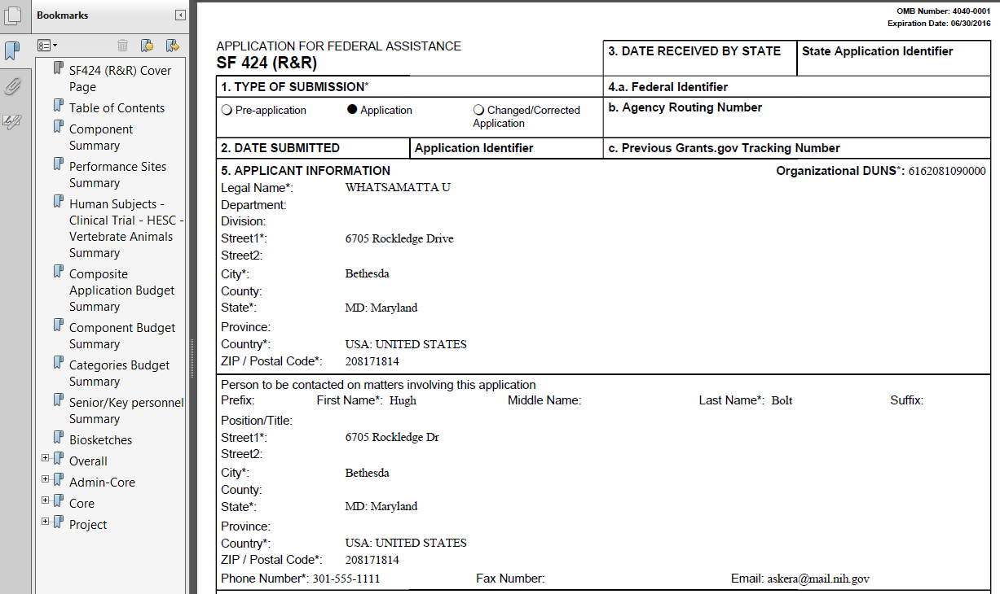 Bookmarks
SF424 (R&R) Cover
Page
Table of Contents
Component
Summary
Performance Sites
Summary
Human Subjects -
Clinical Trial - HESC -
Vertebrate Animals
Summary
Composite
Application Budget
Summary
Component Budget
Summary
Categories Budget
Summary
Senior/Key personnel
Summary
Biosketches
Overall
Admin-Core
Core
Project
OMB Number: 4040-0001
Expiration Date: 06/30/2016
APPLICATION FOR FEDERAL ASSISTANCE
SF 424 (R&R)
3. DATE RECEIVED BY STATE State Application Identifier
1. TYPE OF SUBMISSION* 4.a. Federal Identifier
Pre-application Application Changed/Corrected
Application
b. Agency Routing Number
2. DATE SUBMITTED Application Identifier c. Previous Grants.gov Tracking Number
5. APPLICANT INFORMATION Organizational DUNS*: 6162081090000
Legal Name*: WHATSAMATTA U
Department:
Division:
Street1*: 6705 Rockledge Drive
Street2:
City*: Bethesda
County:
State*: MD: Maryland
Province:
Country*: USA: UNITED STATES
ZIP / Postal Code*: 208171814
Person to be contacted on matters involving this application
Prefix: First Name*: Hugh Middle Name: Last Name*: Bolt Suffix:
Position/Title:
Street1*: 6705 Rockledge Dr
Street2:
City*: Bethesda
County:
State*: MD: Maryland
Province:
Country*: USA: UNITED STATES
ZIP / Postal Code*: 208171814
Phone Number*: 301-555-1111 Fax Number: Email: askera@mail.nih.gov